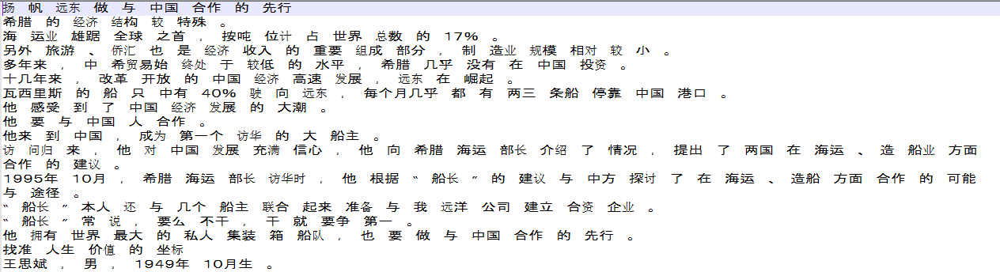 扬 帆 远东 做 与 中国 合作 的 先行
希腊 的 经济 结构 较 特殊 。
海 运业 雄踞 全球 之首 ， 按吨 位计 占 世界 总数 的 17% 。
另外 旅游 、 侨汇 也 是 经济 收入 的 重要 组成 部分 ， 制 造业 规模 相对 较 小 。
多年来 ， 中 希贸易始 终处 于 较低 的 水平 ， 希腊 几乎 没有 在 中国 投资 。
十几年来 ， 改革 开放 的 中国 经济 高速 发展 ， 远东 在 崛起 。
瓦西里斯 的 船 只 中有 40% 驶 向 远东 ， 每个月几乎 都 有 两三 条船 停靠 中国 港口 。
他 感受 到 了 中国 经济 发展 的 大潮 。
他 要 与 中国 人 合作 。
他来 到 中国 ， 成为 第一个 访华 的 大 船主 。
访 问归 来 ， 他 对 中国 发展 充满 信心 ， 他 向 希腊 海运 部长 介绍 了 情况 ， 提出 了 两国 在 海运 、 造 船业 方面
合作 的 建议 。
1995年 10月 ， 希腊 海运 部长 访华时 ， 他 根据 “ 船长 ” 的 建议 与 中方 探讨 了 在 海运 、 造船 方面 合作 的 可能
与 途径 。
“ 船长 ” 本人 还 与 几个 船主 联合 起来 准备 与 我 远洋 公司 建立 合资 企业 。
“ 船长 ” 常 说 ， 要么 不干 ， 干 就 要争 第一 。
他 拥有 世界 最大 的 私人 集装 箱 船队 ， 也 要 做 与 中国 合作 的 先行 。
找准 人生 价值 的 坐标
王思斌 ， 男 ， 1949年 10月生 。